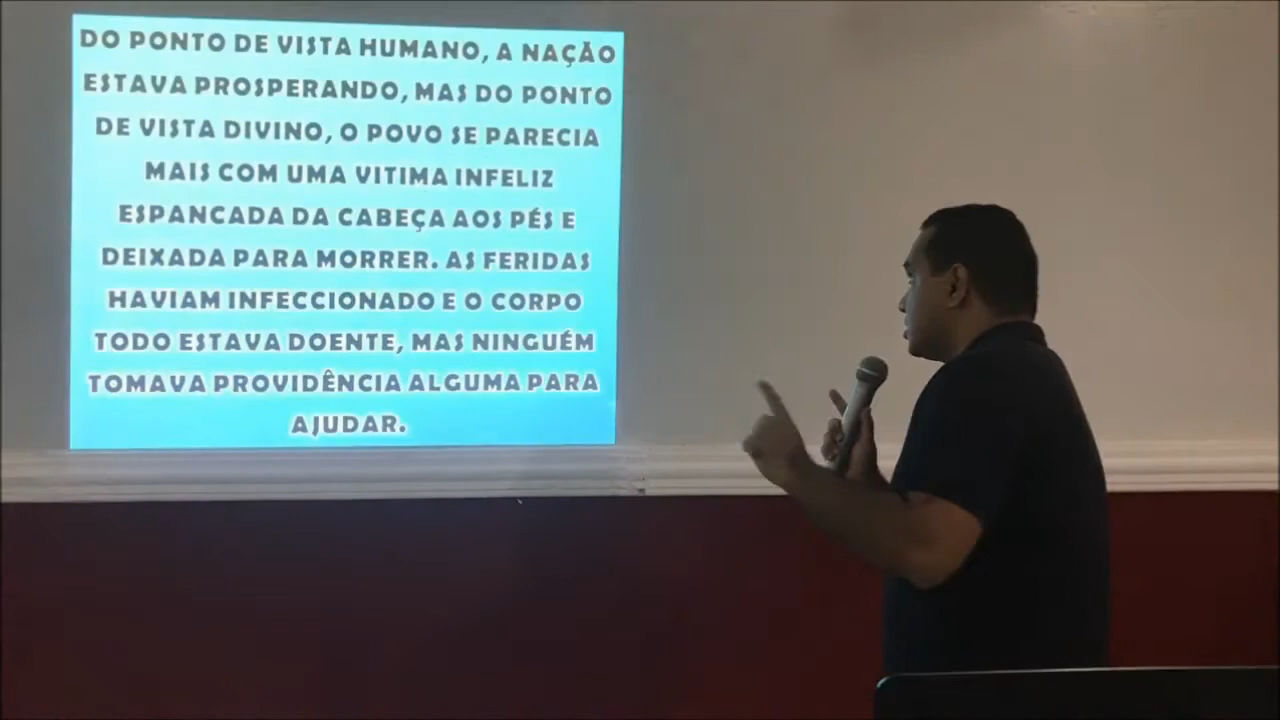 DO PONTO DE VISTA HUMANO, A NAÇÃO
ESTAVA PROSPERANDO, MAS DO PONTO
DE VISTA DIVINO, O POVO SE PARECIA
MAIS COM UMA VITIMA INFELIZ
ESPANCADA DA CABEÇA AOS PÉS E
DEIXADA PARA MORRER. AS FERIDAS
HAVIAM INFECCIONADO E O CORPO
TODO ESTAVA DOENTE, MAS NINGUÉM
TOMAVA PROVIDÊNCIA ALGUMA PARA
AJUDAR.